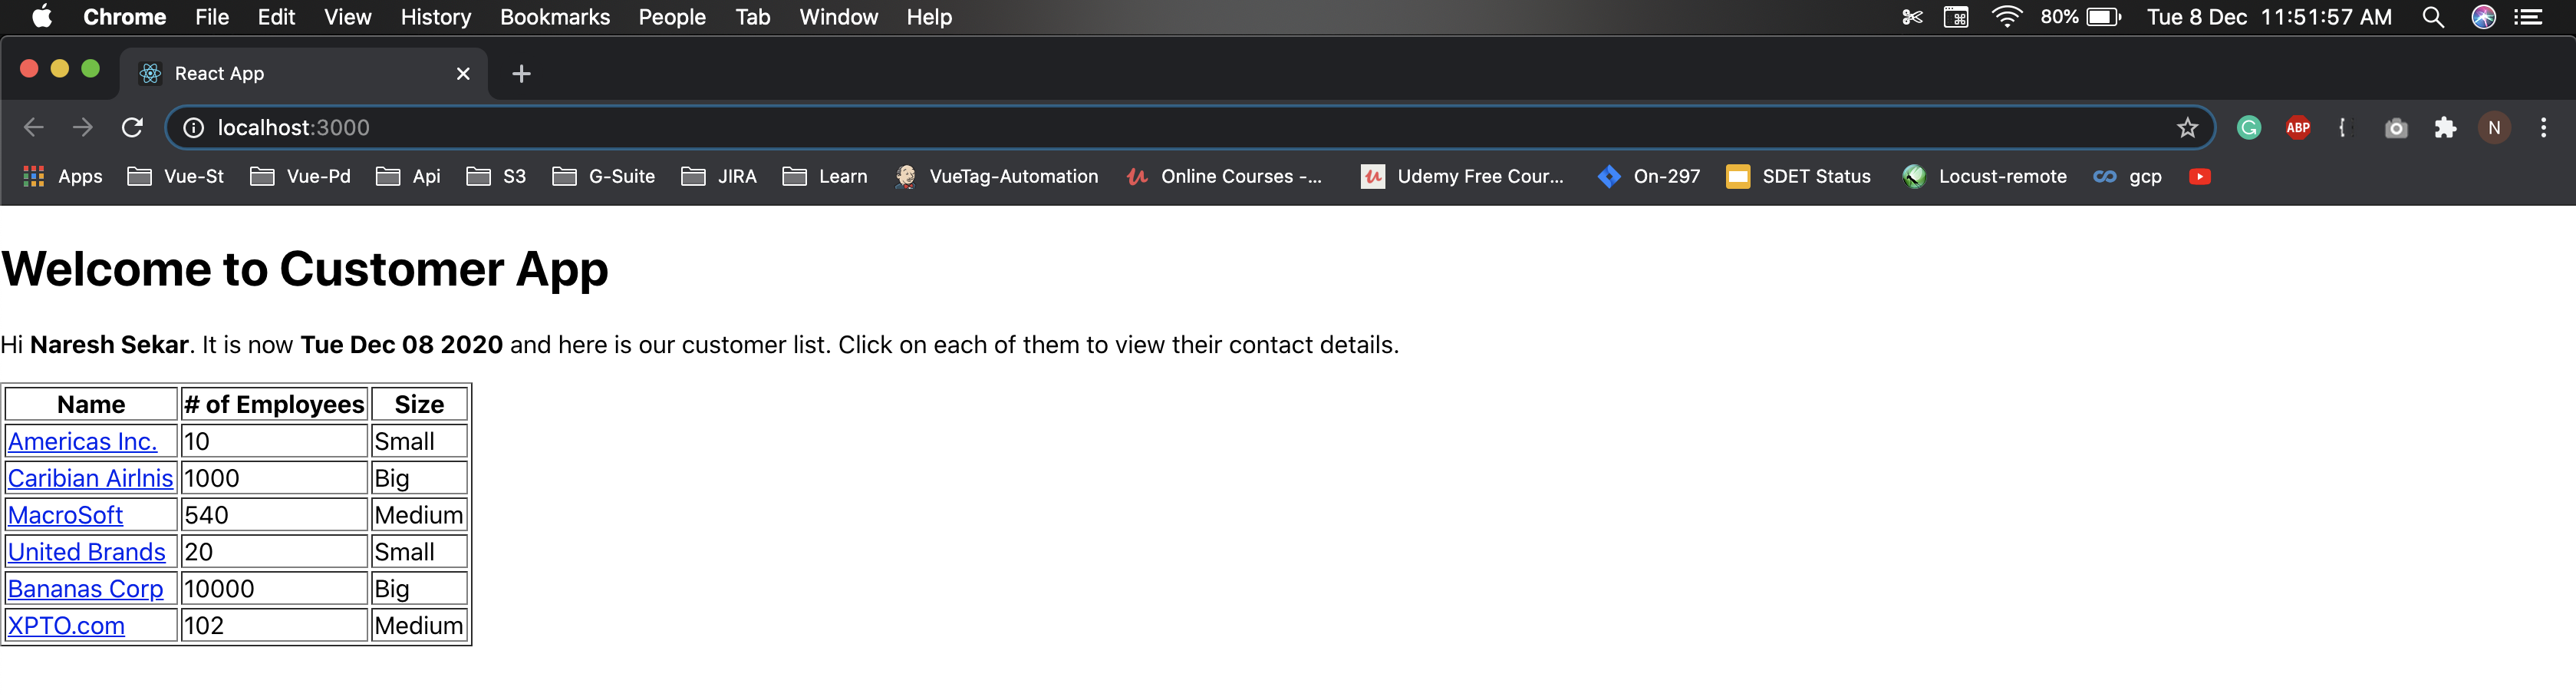 Chrome File Edit View History Bookmarks People Tab Window Help 80% Tue 8 Dec 11:51:57 AM
React App
localhost:3000 ABP N
Apps Vue-St Vue-Pd Api S3 G-Suite JIRA Learn VueTag-Automation Online Courses -... Udemy Free Cour... On-297 SDET Status Locust-remote gcp
Welcome to Customer App
Hi Naresh Sekar. It is now Tue Dec 08 2020 and here is our customer list. Click on each of them to view their contact details.
Name # of Employees Size
Americas Inc. 10 Small
Caribian Airlnis 1000 Big
MacroSoft 540 Medium
United Brands 20 Small
Bananas Corp 10000 Big
XPTO.com 102 Medium